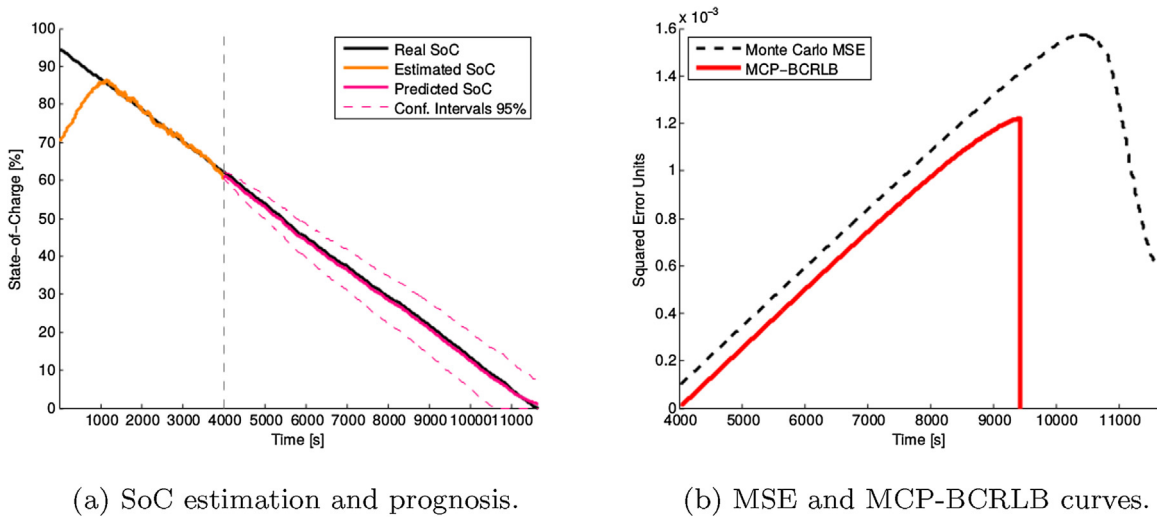 100
90
80
70
60
50
40
30
20
10
0
State-of-Charge [%]
Real SoC
Estimated SoC
Predicted SoC
Conf. Intervals 95%
1000 2000 3000 4000 5000 6000 7000 8000 9000 1000011000
Time [s]
(a) SoC estimation and prognosis.
x 10⁻³
1.6
1.4
1.2
1
0.8
0.6
0.4
0.2
0
Squared Error Units
Monte Carlo MSE
MCP-BCRLB
4000 5000 6000 7000 8000 9000 10000 11000
Time [s]
(b) MSE and MCP-BCRLB curves.